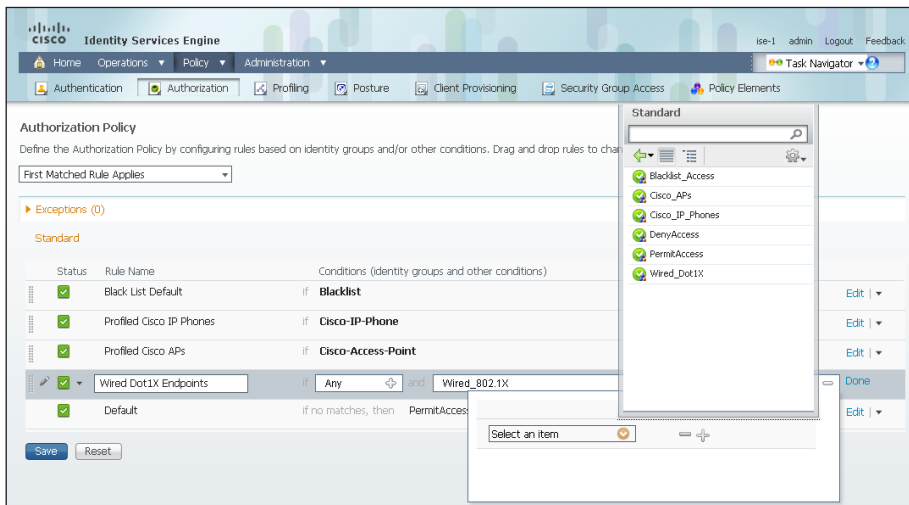 CISCO Identity Services Engine
ise-1 admin Logout Feedback
Home Operations Policy Administration
Task Navigator
Authentication Authorization Profiling Posture Client Provisioning Security Group Access Policy Elements
Authorization Policy
Define the Authorization Policy by configuring rules based on identity groups and/or other conditions. Drag and drop rules to
First Matched Rule Applies
Exceptions (0)
Standard
Status Rule Name Conditions (identity groups and other conditions)
Black List Default if Blacklist Edit |
Profiled Cisco IP Phones if Cisco-IP-Phone Edit |
Profiled Cisco APs if Cisco-Access-Point Edit |
Wired Dot1X Endpoints if Any and Wired_802.1X Done
Default if no matches, then Edit |
Select an item
Save Reset
Standard
Blacklist_Access
Cisco_APs
Cisco_IP_Phones
DenyAccess
PermitAccess
Wired_Dot1X